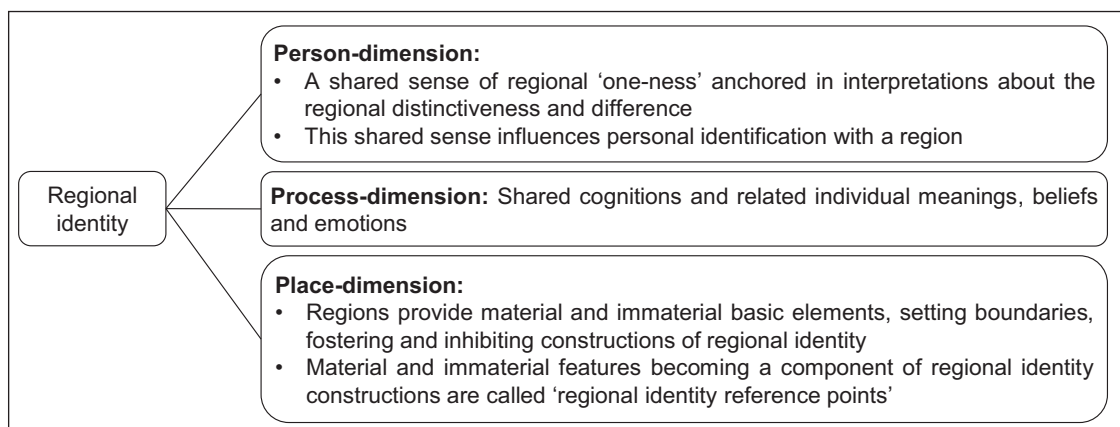 Person-dimension:
• A shared sense of regional ‘one-ness’ anchored in interpretations about the
regional distinctiveness and difference
• This shared sense influences personal identification with a region
Regional
identity
Process-dimension: Shared cognitions and related individual meanings, beliefs
and emotions
Place-dimension:
• Regions provide material and immaterial basic elements, setting boundaries,
fostering and inhibiting constructions of regional identity
• Material and immaterial features becoming a component of regional identity
constructions are called ‘regional identity reference points’